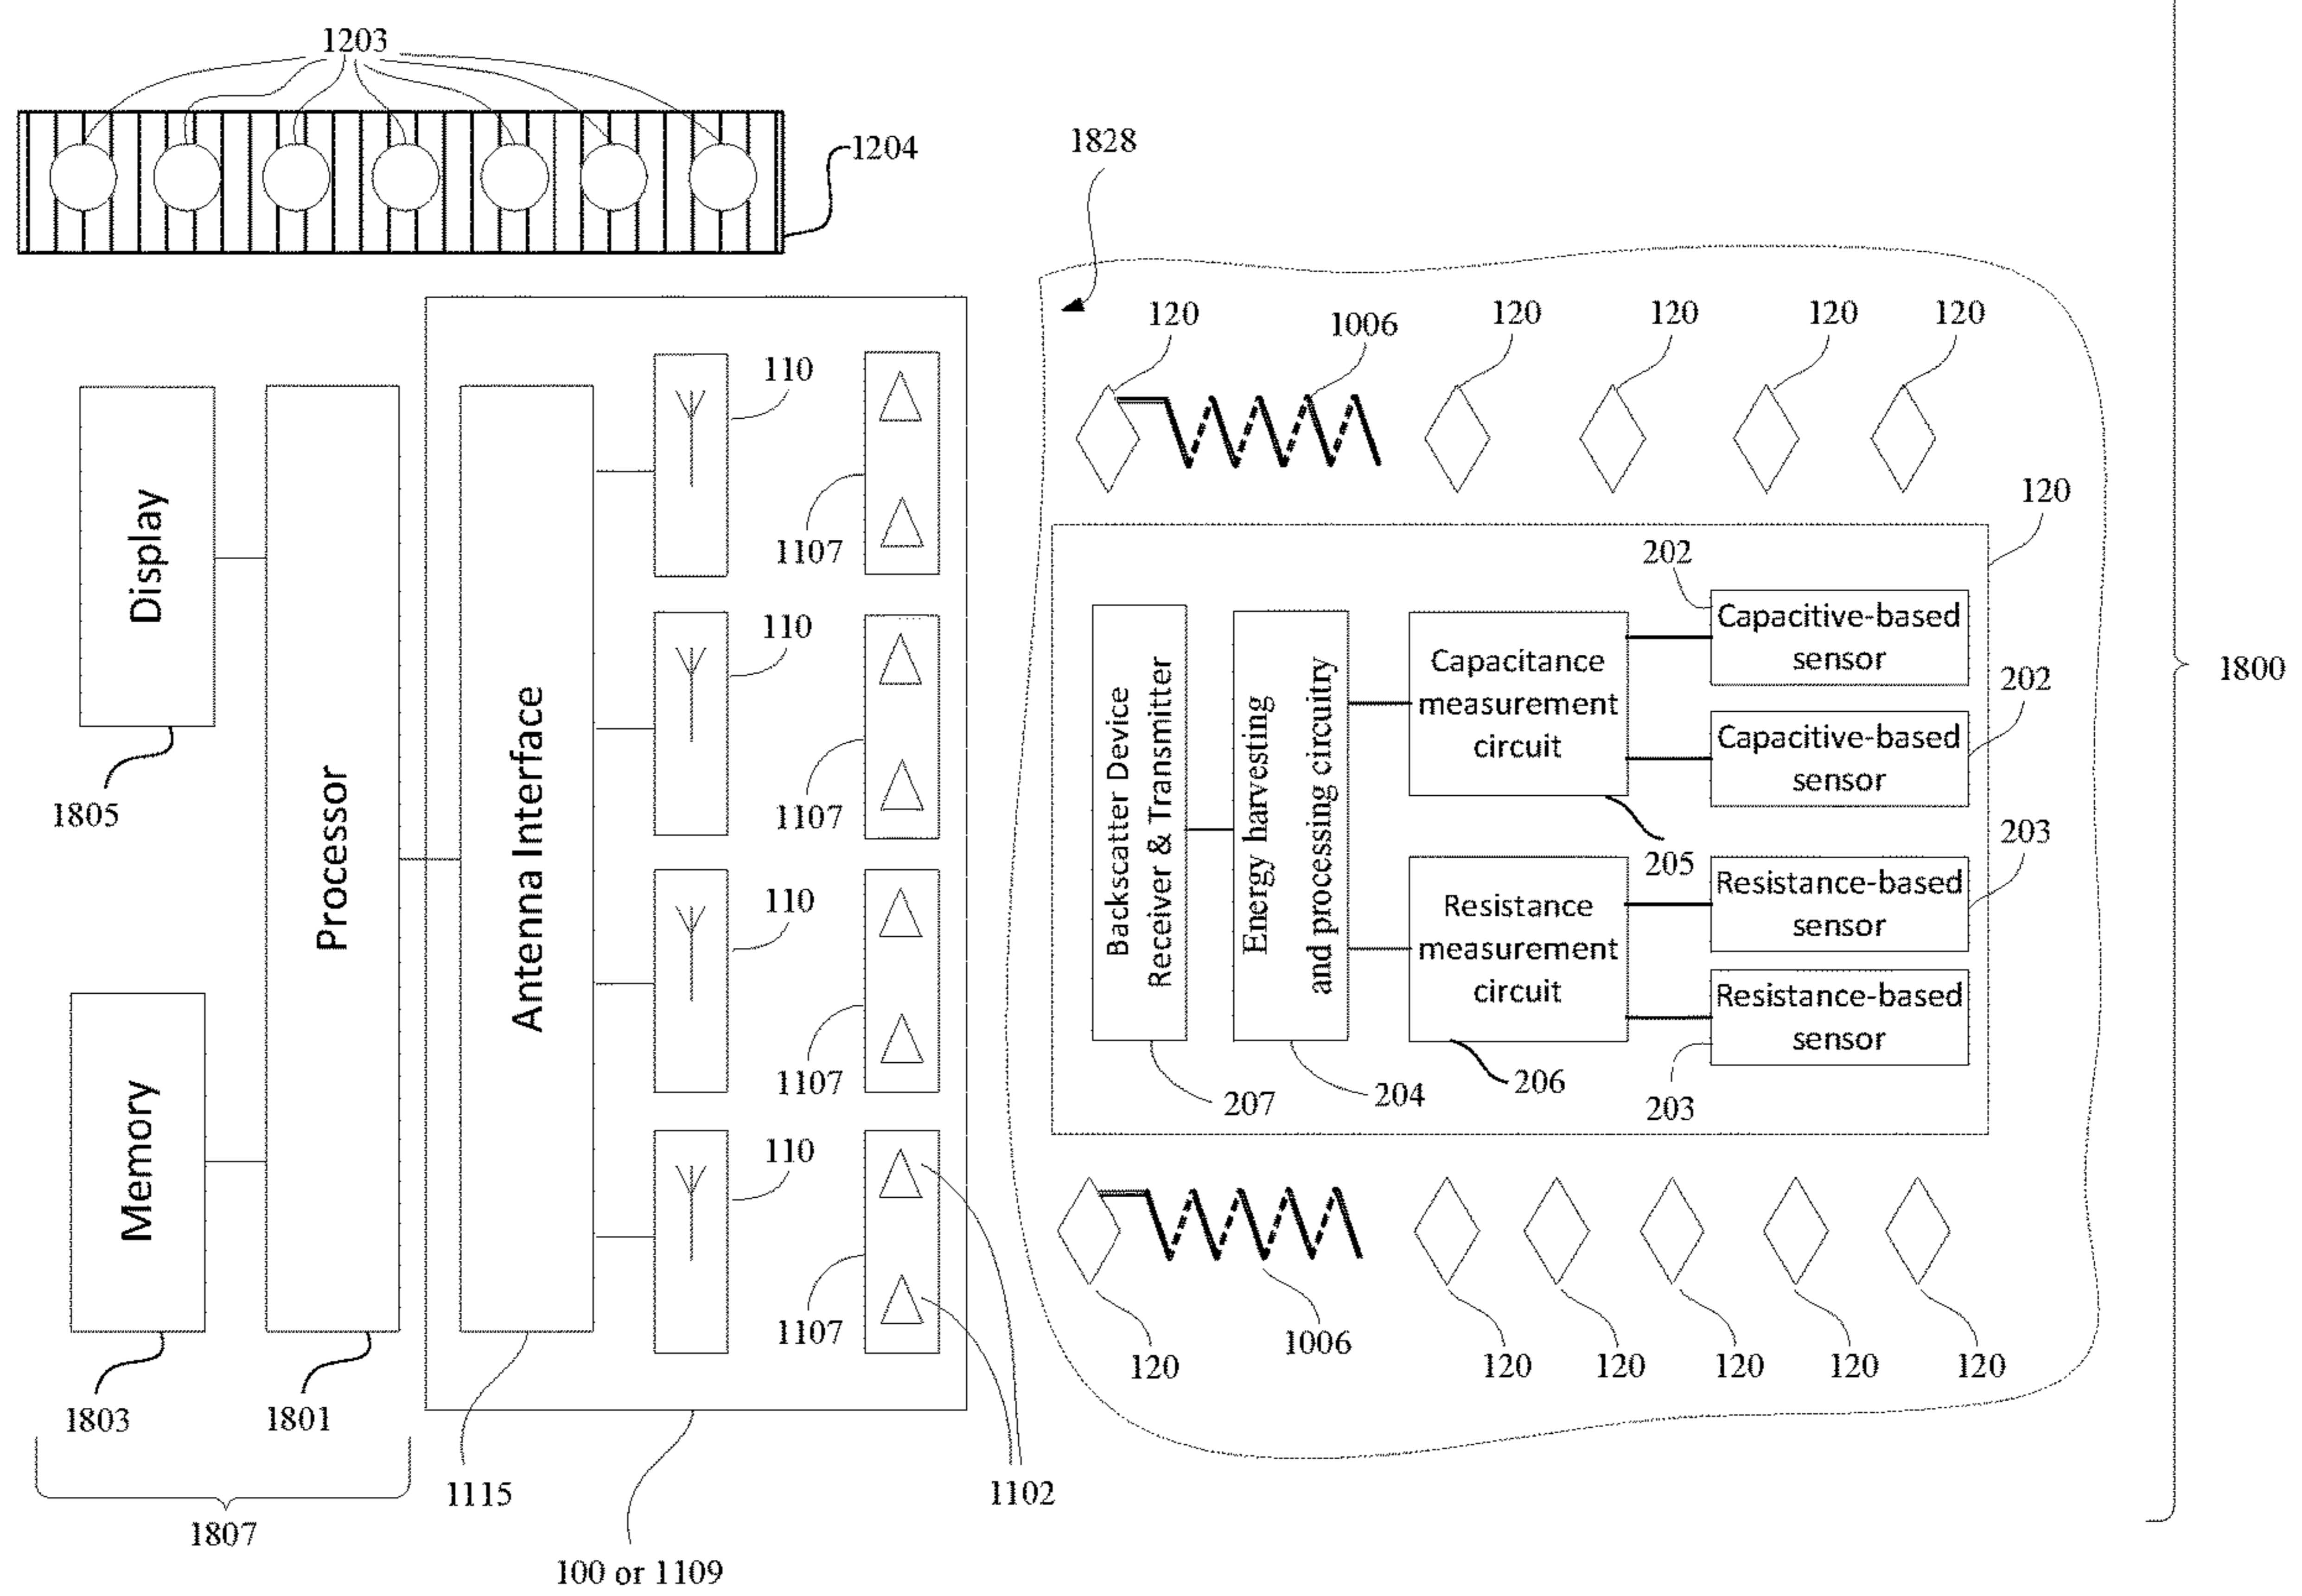 1203
1204
1828
120
1006
120
120
120
120
110
1107
110
1107
110
1107
110
1107
1102
Display
1805
Memory
1803
Processor
1801
1807
Antenna Interface
1115
100 or 1109
120
Backscatter Device
Receiver & Transmitter
207
Energy harvesting
and processing circuitry
204
Capacitance
measurement
circuit
205
Resistance
measurement
circuit
206
202
Capacitive-based
sensor
202
Capacitive-based
sensor
203
Resistance-based
sensor
Resistance-based
sensor
203
1800
120
1006
120
120
120
120
120